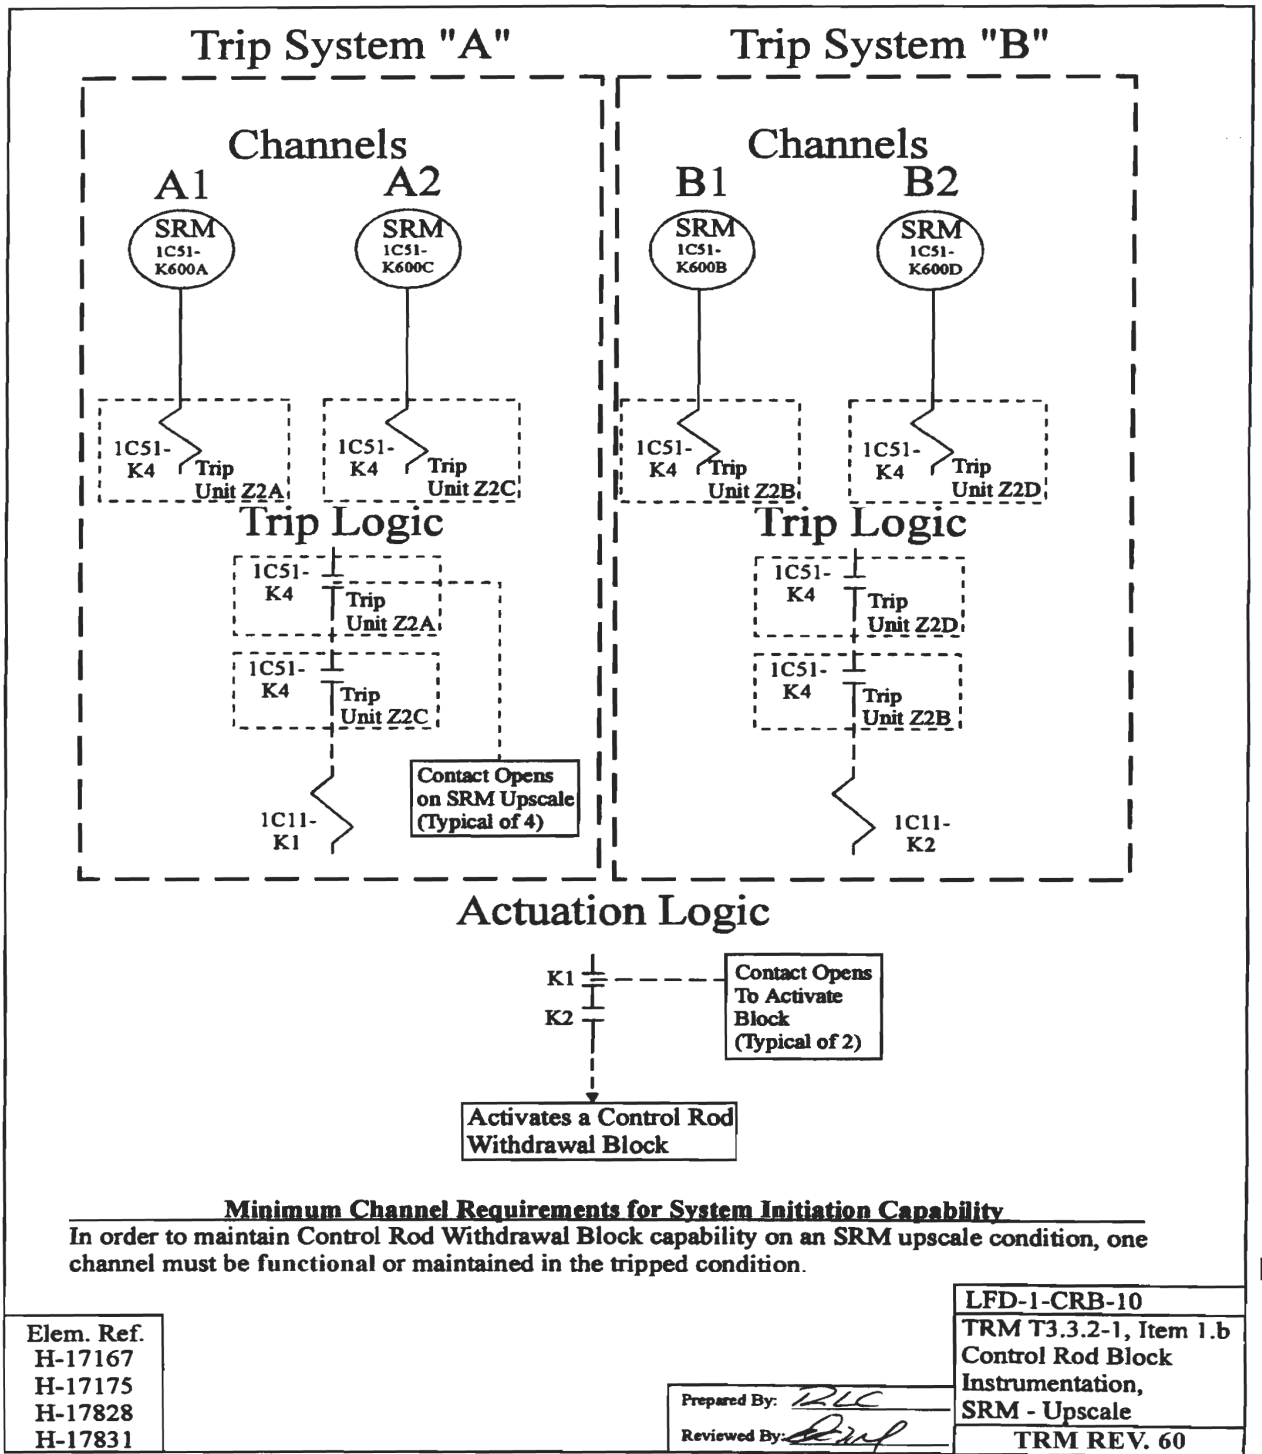 Trip System "A"
Trip System "B"
Channels
A1
A2
SRM
1C51-
K600A
SRM
1C51-
K600C
1C51-
K4
Trip
Unit Z2A
1C51-
K4
Trip
Unit Z2C
Trip Logic
1C51-
K4
Trip
Unit Z2A
1C51-
K4
Trip
Unit Z2C
1C11-
K1
Contact Opens
on SRM Upscale
(Typical of 4)
Channels
B1
B2
SRM
1C51-
K600B
SRM
1C51-
K600D
1C51-
K4
Trip
Unit Z2B
1C51-
K4
Trip
Unit Z2D
Trip Logic
1C51-
K4
Trip
Unit Z2D
1C51-
K4
Trip
Unit Z2B
1C11-
K2
Actuation Logic
K1
K2
Contact Opens
To Activate
Block
(Typical of 2)
Activates a Control Rod
Withdrawal Block
Minimum Channel Requirements for System Initiation Capability
In order to maintain Control Rod Withdrawal Block capability on an SRM upscale condition, one
channel must be functional or maintained in the tripped condition.
Elem. Ref.
H-17167
H-17175
H-17828
H-17831
Prepared By:
Reviewed By:
LFD-1-CRB-10
TRM T3.3.2-1, Item 1.b
Control Rod Block
Instrumentation,
SRM - Upscale
TRM REV. 60